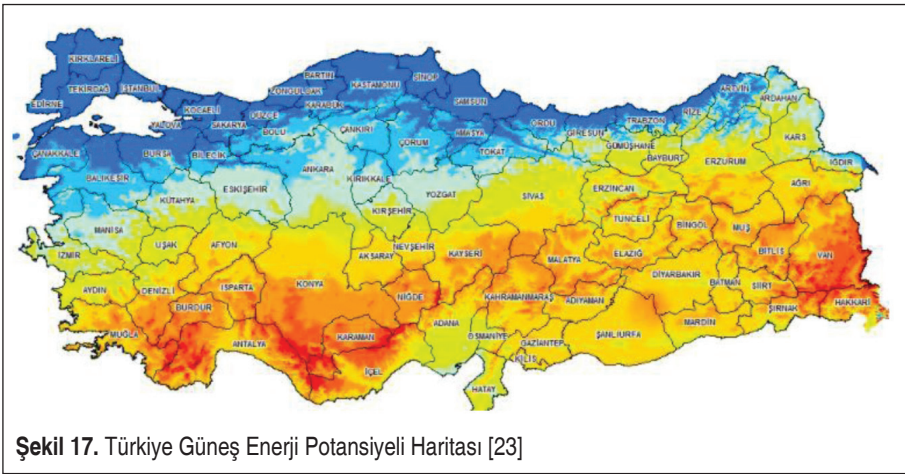 KIRKLARELİ
TEKİRDAĞ
İSTANBUL
EDİRNE
KOCAELİ
YALOVA
SAKARYA
DÜZCE
ZONGULDAK
BARTIN
KARABÜK
KASTAMONU
SİNOP
SAMSUN
BOLU
ÇANKIRI
ÇORUM
AMASYA
TOKAT
ORDU
GİRESUN
TRABZON
RİZE
ARTVİN
ARDAHAN
KARS
IĞDIR
GÜMÜŞHANE
BAYBURT
ERZURUM
AĞRI
ÇANAKKALE
BURSA
BİLECİK
BALIKESİR
KÜTAHYA
ESKİŞEHİR
ANKARA
KIRIKKALE
YOZGAT
SİVAS
ERZİNCAN
TUNCELİ
BİNGÖL
MUŞ
BİTLİS
VAN
MANİSA
İZMİR
UŞAK
AFYON
KIRŞEHİR
NEVŞEHİR
AKSARAY
KAYSERİ
MALATYA
ELAZIĞ
DİYARBAKIR
BATMAN
SİİRT
ŞIRNAK
HAKKARİ
AYDIN
DENİZLİ
ISPARTA
BURDUR
KONYA
NİĞDE
KAHRAMANMARAŞ
ADIYAMAN
MARDİN
MUĞLA
ANTALYA
KARAMAN
İÇEL
ADANA
OSMANİYE
GAZİANTEP
KİLİS
ŞANLIURFA
HATAY
Şekil 17. Türkiye Güneş Enerji Potansiyeli Haritası [23]